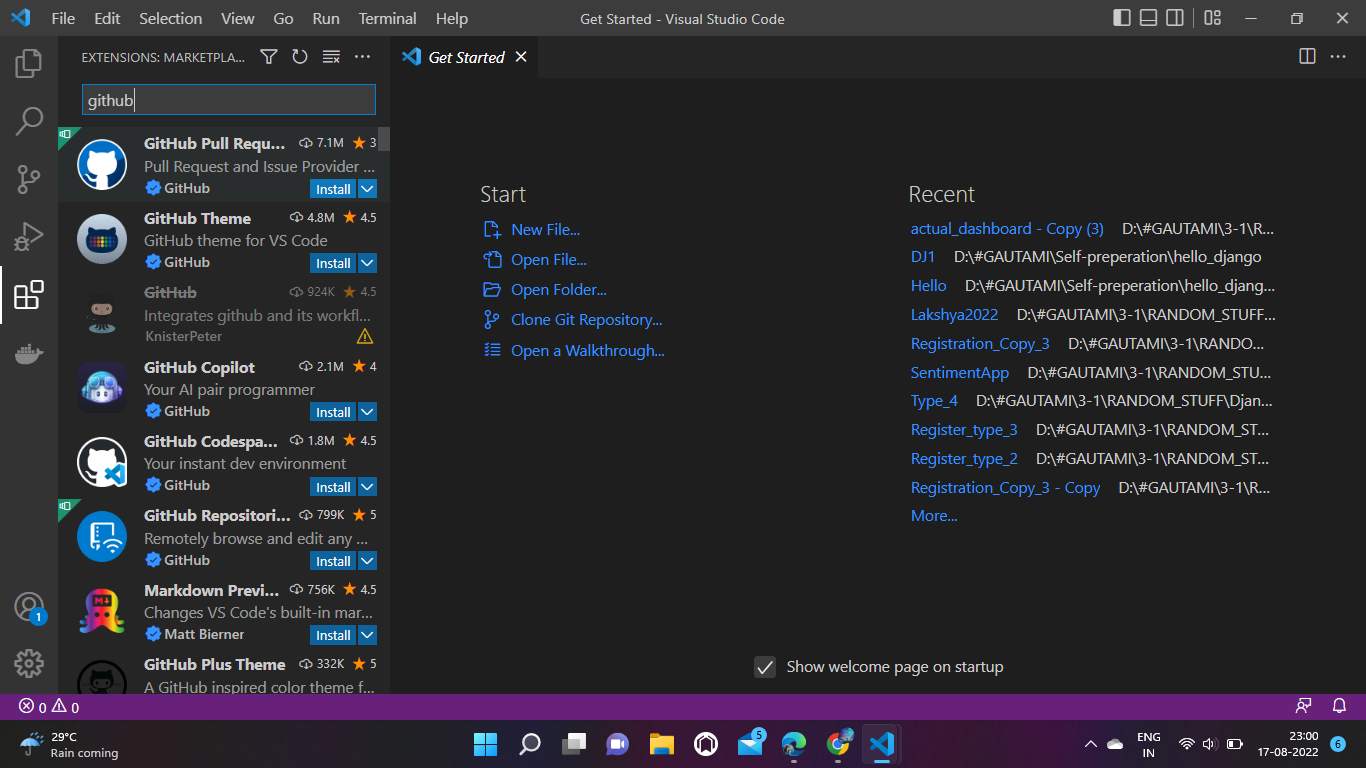 File Edit Selection View Go Run Terminal Help
Get Started - Visual Studio Code
EXTENSIONS: MARKETPLA...
github
GitHub Pull Requ... 7.1M 3
Pull Request and Issue Provider ...
GitHub Install
GitHub Theme 4.8M 4.5
GitHub theme for VS Code
GitHub Install
GitHub 924K 4.5
Integrates github and its workfl...
KnisterPeter
GitHub Copilot 2.1M 4
Your AI pair programmer
GitHub Install
GitHub Codespa... 1.8M 4.5
Your instant dev environment
GitHub Install
GitHub Repositori... 799K 5
Remotely browse and edit any ...
GitHub Install
Markdown Previ... 756K 4.5
Changes VS Code's built-in mar...
Matt Bierner Install
GitHub Plus Theme 332K 5
A GitHub inspired color theme f...
1
Get Started
Start
New File...
Open File...
Open Folder...
Clone Git Repository...
Open a Walkthrough...
Recent
actual_dashboard - Copy (3) D:\#GAUTAMI\3-1\R...
DJ1 D:\#GAUTAMI\Self-preperation\hello_django
Hello D:\#GAUTAMI\Self-preperation\hello_djang...
Lakshya2022 D:\#GAUTAMI\3-1\RANDOM_STUFF...
Registration_Copy_3 D:\#GAUTAMI\3-1\RANDO...
SentimentApp D:\#GAUTAMI\3-1\RANDOM_STU...
Type_4 D:\#GAUTAMI\3-1\RANDOM_STUFF\Djan...
Register_type_3 D:\#GAUTAMI\3-1\RANDOM_ST...
Register_type_2 D:\#GAUTAMI\3-1\RANDOM_ST...
Registration_Copy_3 - Copy D:\#GAUTAMI\3-1\R...
More...
Show welcome page on startup
0 0
29°C
Rain coming
5
ENG
IN
23:00
17-08-2022
6